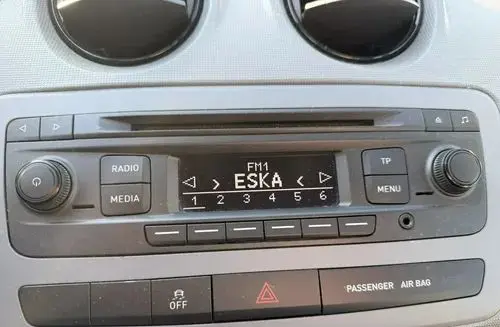 RADIO
MEDIA
FM1
ESKA
1 2 3 4 5 6
TP
MENU
OFF
PASSENGER AIR BAG